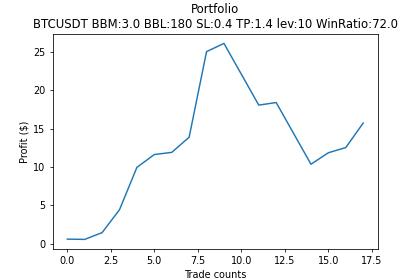 Portfolio
BTCUSDT BBM:3.0 BBL:180 SL:0.4 TP:1.4 lev:10 WinRatio:72.0
25
20
15
10
5
0
Profit ($)
0.0 2.5 5.0 7.5 10.0 12.5 15.0 17.5
Trade counts